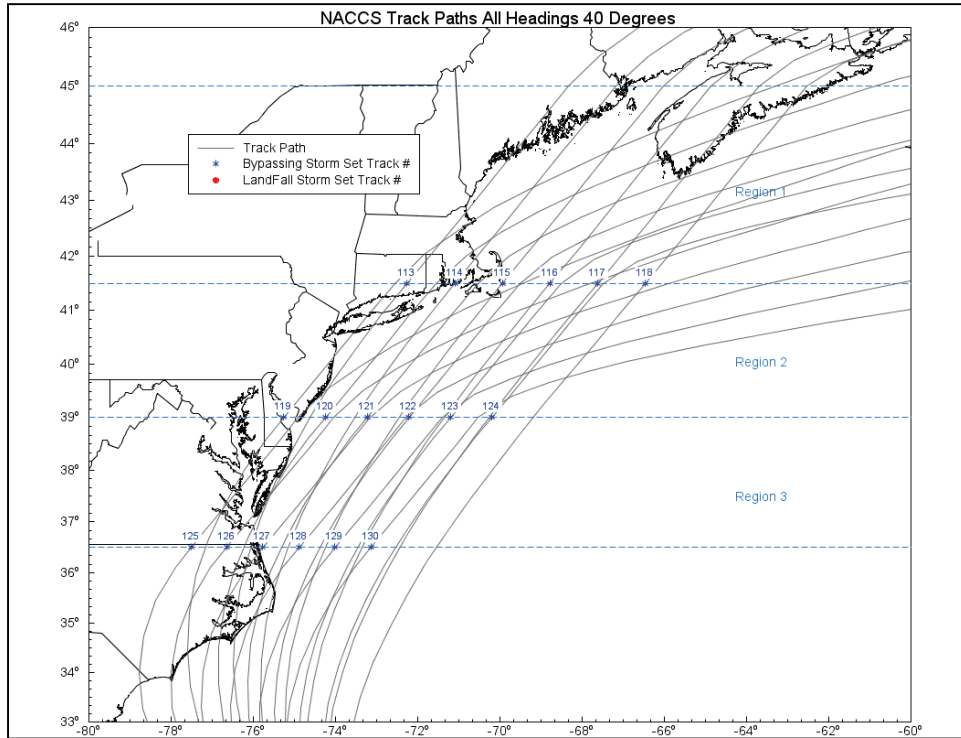 NACCS Track Paths All Headings 40 Degrees
46°
45°
44°
43°
42°
41°
40°
39°
38°
37°
36°
35°
34°
33°
Track Path
Bypassing Storm Set Track #
LandFall Storm Set Track #
Region 1
113 114 115 116 117 118
Region 2
119 120 121 122 123 124
Region 3
125 126 127 128 129 130
-80° -78° -76° -74° -72° -70° -68° -66° -64° -62° -60°